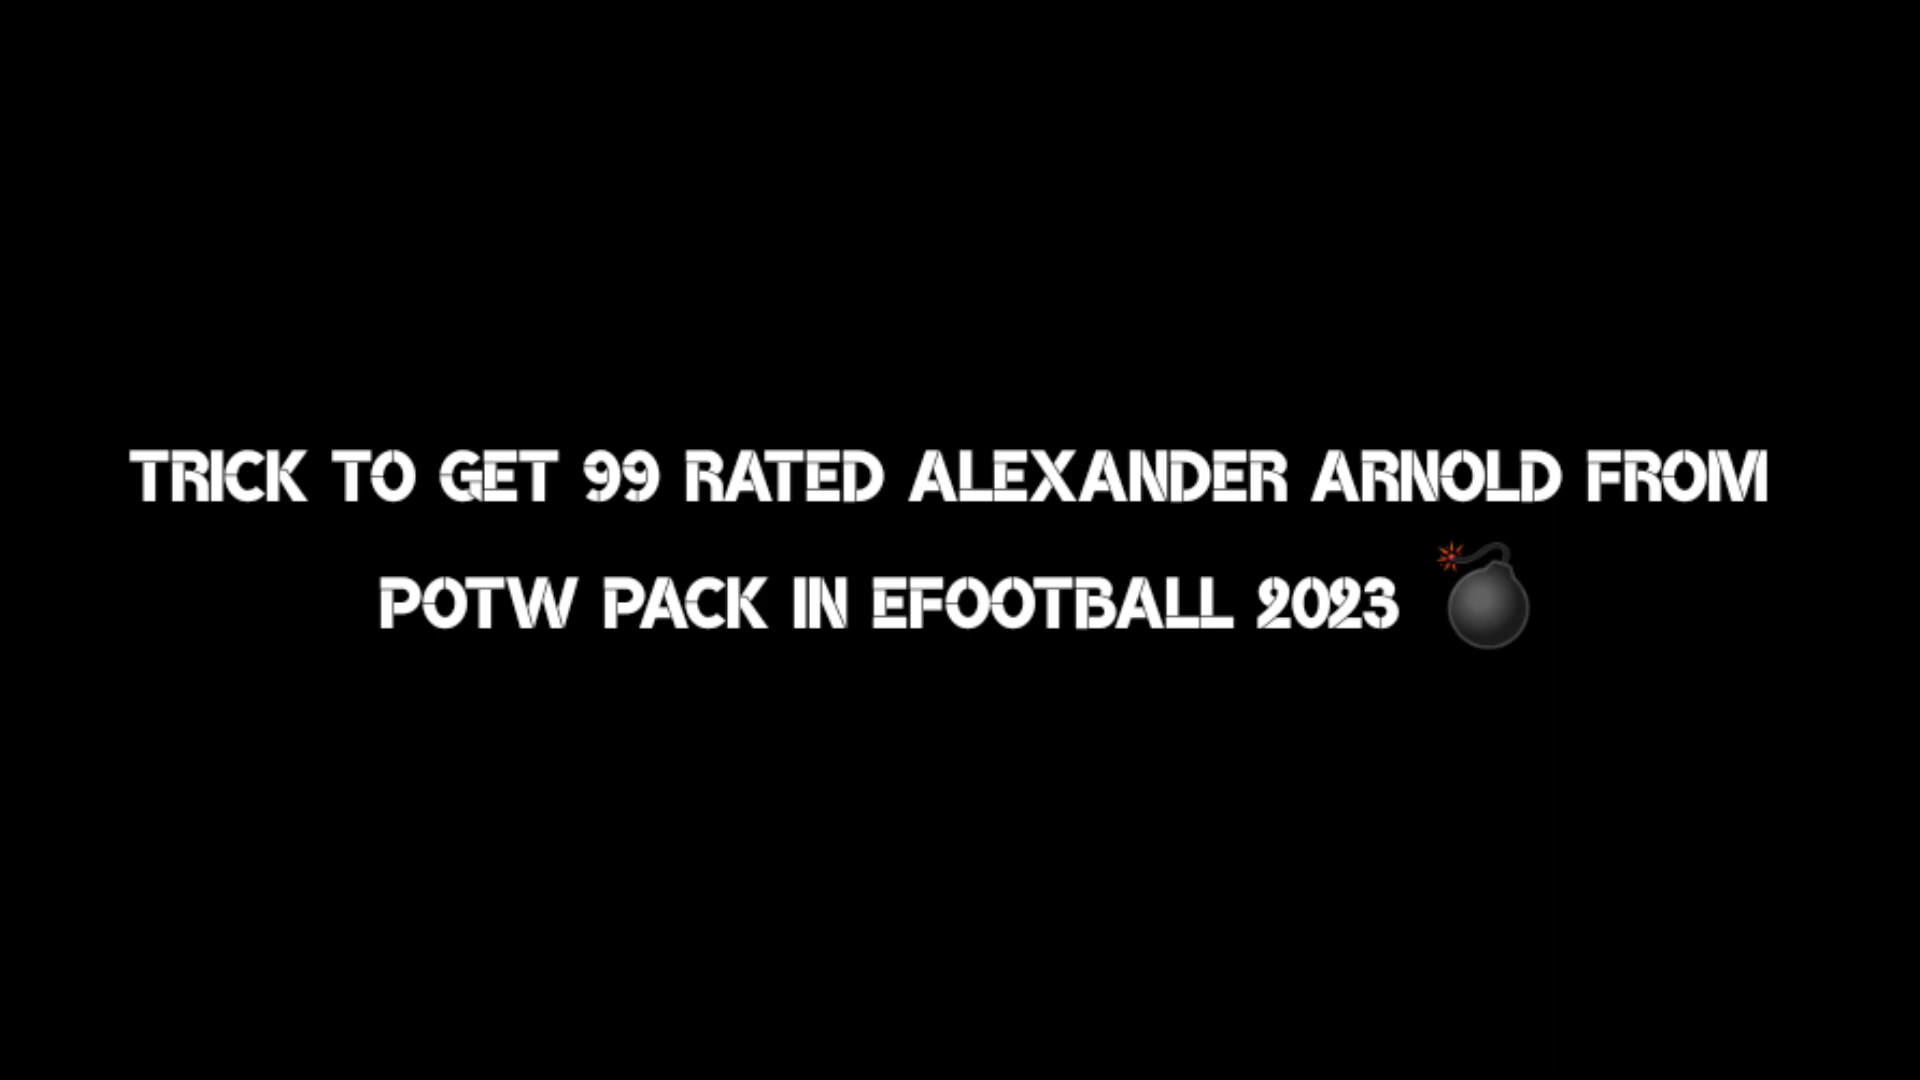 TRICK TO GET 99 RATED ALEXANDER ARNOLD FROM
POTW PACK IN EFOOTBALL 2023 💣